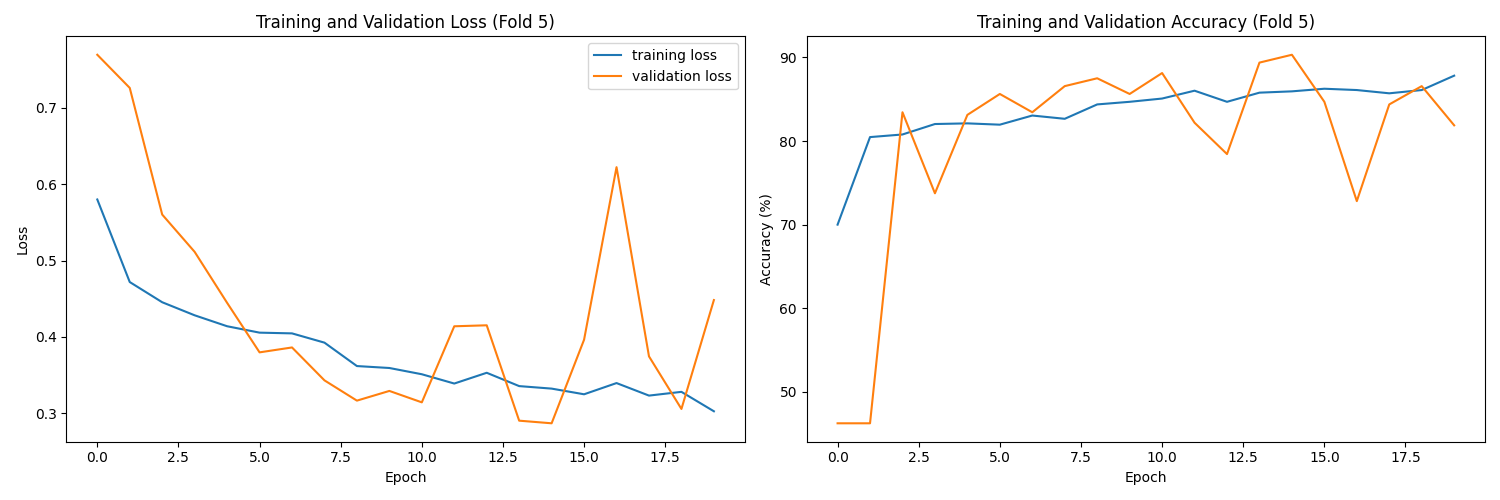 Training and Validation Loss (Fold 5)
training loss
validation loss
Loss
0.7
0.6
0.5
0.4
0.3
0.0 2.5 5.0 7.5 10.0 12.5 15.0 17.5
Epoch
Training and Validation Accuracy (Fold 5)
Accuracy (%)
90
80
70
60
50
0.0 2.5 5.0 7.5 10.0 12.5 15.0 17.5
Epoch